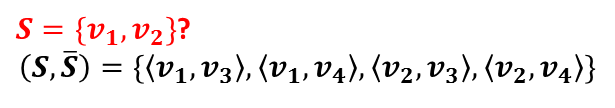 S = {v₁, v₂}?
(S, S̄) = {⟨v₁, v₃⟩, ⟨v₁, v₄⟩, ⟨v₂, v₃⟩, ⟨v₂, v₄⟩}